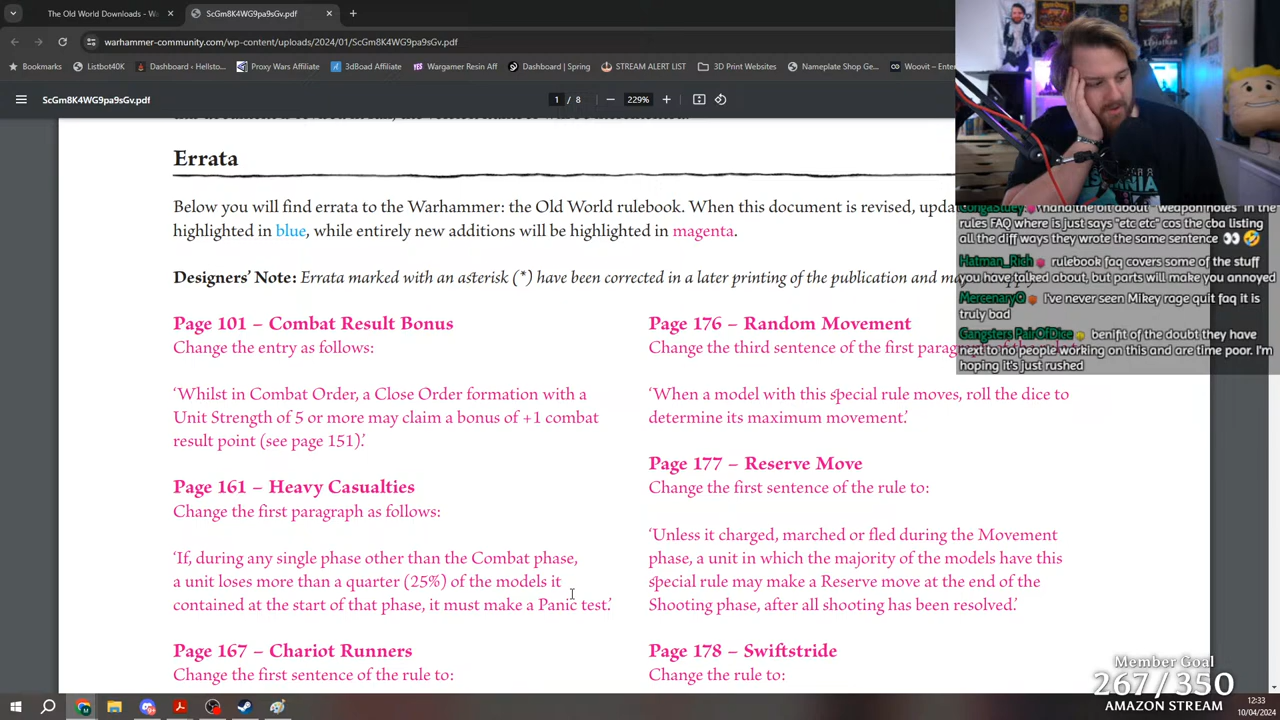 The Old World Downloads - Wa
ScGm8K4WG9pa9sGv.pdf
warhammer-community.com/wp-content/uploads/2024/01/ScGm8K4WG9pa9sGv.pdf
Bookmarks
Listbot40K
Dashboard ‹ Hellsto...
Proxy Wars Affiliate
3dBoad Affiliate
Wargamer Resin Aff
Dashboard | Spring
STREAM ALERT LIST
3D Print Websites
Nameplate Shop Ge...
Woovit – Enter
ScGm8K4WG9pa9sGv.pdf
1 / 8
229%
Errata
Below you will find errata to the Warhammer: the Old World rulebook. When this document is revised, upda
highlighted in blue, while entirely new additions will be highlighted in magenta.
Designers' Note: Errata marked with an asterisk (*) have been corrected in a later printing of the publication and m
Page 101 – Combat Result Bonus
Change the entry as follows:
'Whilst in Combat Order, a Close Order formation with a
Unit Strength of 5 or more may claim a bonus of +1 combat
result point (see page 151).'
Page 161 – Heavy Casualties
Change the first paragraph as follows:
'If, during any single phase other than the Combat phase,
a unit loses more than a quarter (25%) of the models it
contained at the start of that phase, it must make a Panic test.'
Page 167 – Chariot Runners
Change the first sentence of the rule to:
Page 176 – Random Movement
Change the third sentence of the first parag
'When a model with this special rule moves, roll the dice to
determine its maximum movement.'
Page 177 – Reserve Move
Change the first sentence of the rule to:
'Unless it charged, marched or fled during the Movement
phase, a unit in which the majority of the models have this
special rule may make a Reserve move at the end of the
Shooting phase, after all shooting has been resolved.'
Page 178 – Swiftstride
Change the rule to:
rules FAQ where is just says "etc etc" cos the cba listing
all the diff ways they wrote the same sentence 👀 🤣
Hatman_Rich rulebook faq covers some of the stuff
you have talked about, but parts will make you annoyed
MercenaryQ I've never seen Mikey rage quit faq it is
truly bad
Gangsters PairOfDice benifit of the doubt they have
next to no people working on this and are time poor. I'm
hoping it's just rushed
Member Goal
267/350
AMAZON STREAM
12:33
10/04/2024